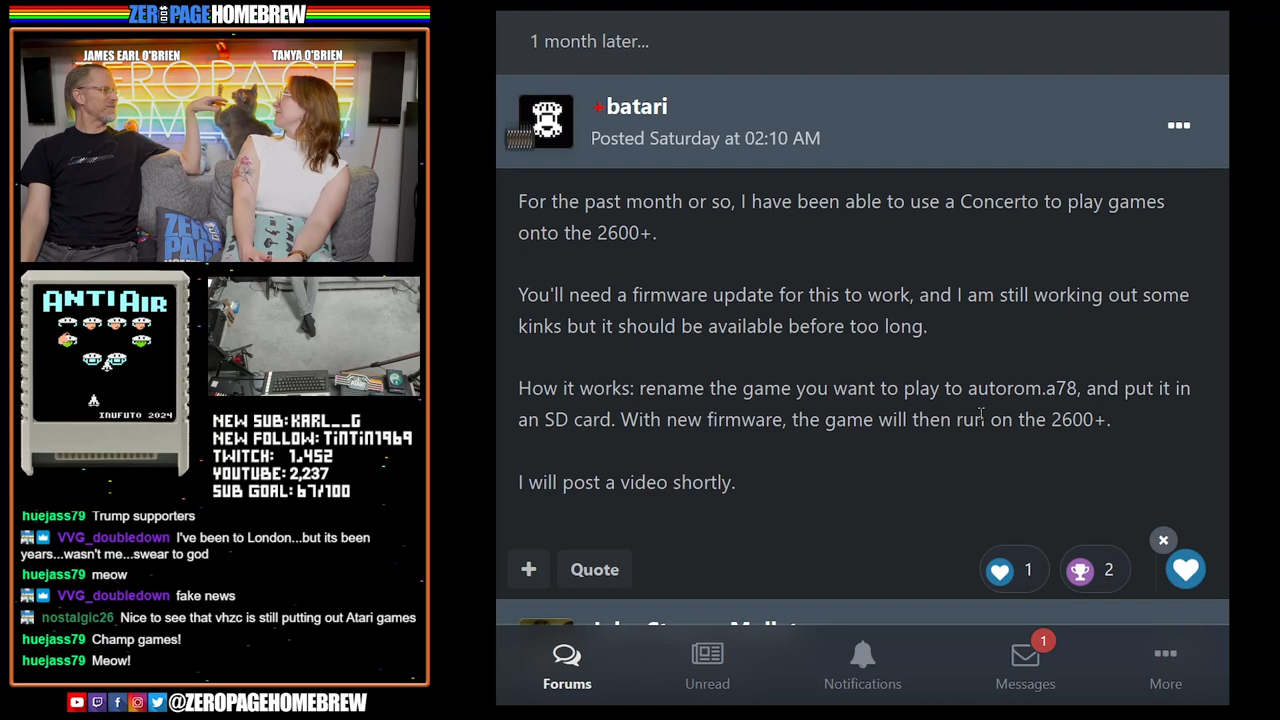 ZEROPAGE HOMEBREW
JAMES EARL O'BRIEN
TANYA O'BRIEN
ANTIAIR
INUFUTO 2024
NEW SUB: KARL__G
NEW FOLLOW: TINTIN1969
TWITCH: 1,452
YOUTUBE: 2,237
SUB GOAL: 67/100
huejass79 Trump supporters
VVG_doubledown I've been to London...but its been
years...wasn't me...swear to god
huejass79 meow
VVG_doubledown fake news
nostalgic26 Nice to see that vhzc is still putting out Atari games
huejass79 Champ games!
huejass79 Meow!
@ZEROPAGEHOMEBREW
1 month later...
+batari
Posted Saturday at 02:10 AM
For the past month or so, I have been able to use a Concerto to play games
onto the 2600+.
You'll need a firmware update for this to work, and I am still working out some
kinks but it should be available before too long.
How it works: rename the game you want to play to autorom.a78, and put it in
an SD card. With new firmware, the game will then run on the 2600+.
I will post a video shortly.
+ Quote
1
2
1
Forums
Unread
Notifications
Messages
More